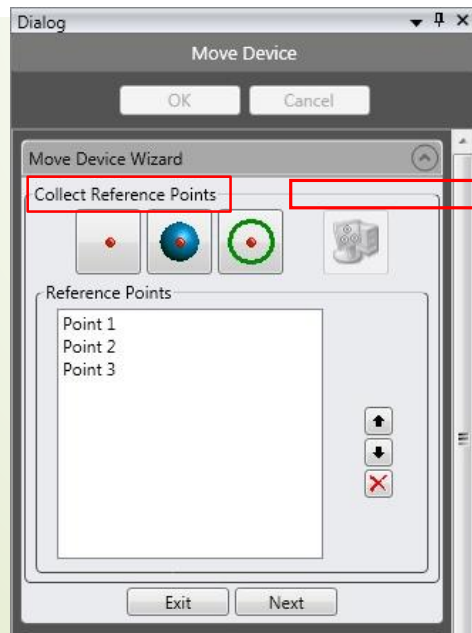 Dialog
Move Device
OK Cancel
Move Device Wizard
Collect Reference Points
Reference Points
Point 1
Point 2
Point 3
Exit Next